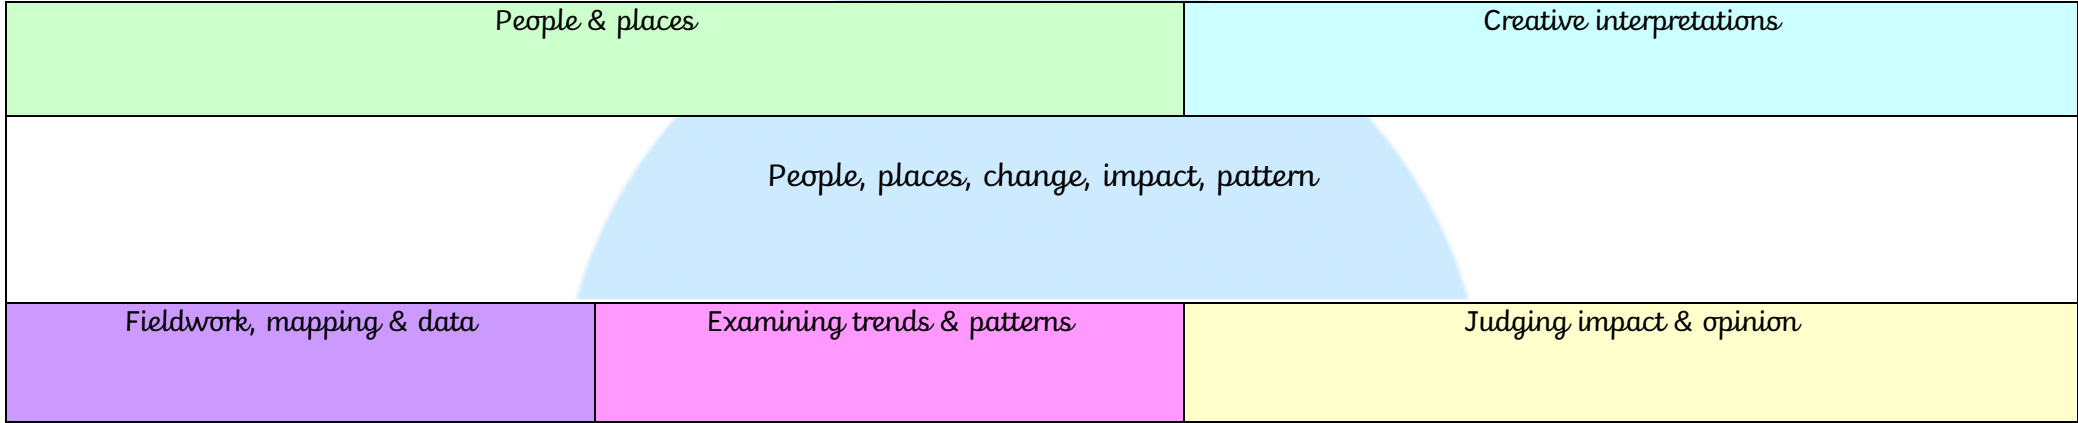 People & places
Creative interpretations
People, places, change, impact, pattern
Fieldwork, mapping & data
Examining trends & patterns
Judging impact & opinion